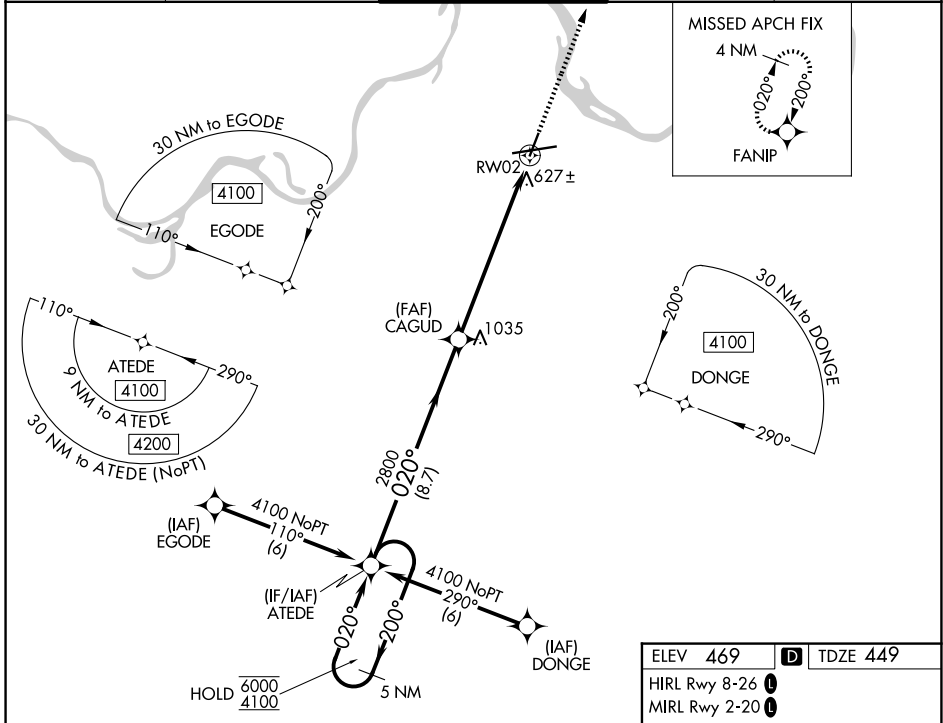 MISSED APCH FIX
4 NM
020°
200°
FANIP
30 NM to EGODE
4100
EGODE
110°
200°
RW02
627±
110°
ATEDE
4100
290°
9 NM to ATEDE
4200
30 NM to ATEDE (NoPT)
(FAF)
CAGUD
1035
30 NM to DONGE
200°
4100
DONGE
290°
2800
020°
(8.7)
(IAF)
EGODE
4100 NoPT
110°
(6)
(IF/IAF)
ATEDE
4100 NoPT
290°
(6)
(IAF)
DONGE
020°
200°
HOLD 6000
4100
5 NM
ELEV 469 D TDZE 449
HIRL Rwy 8-26 L
MIRL Rwy 2-20 L